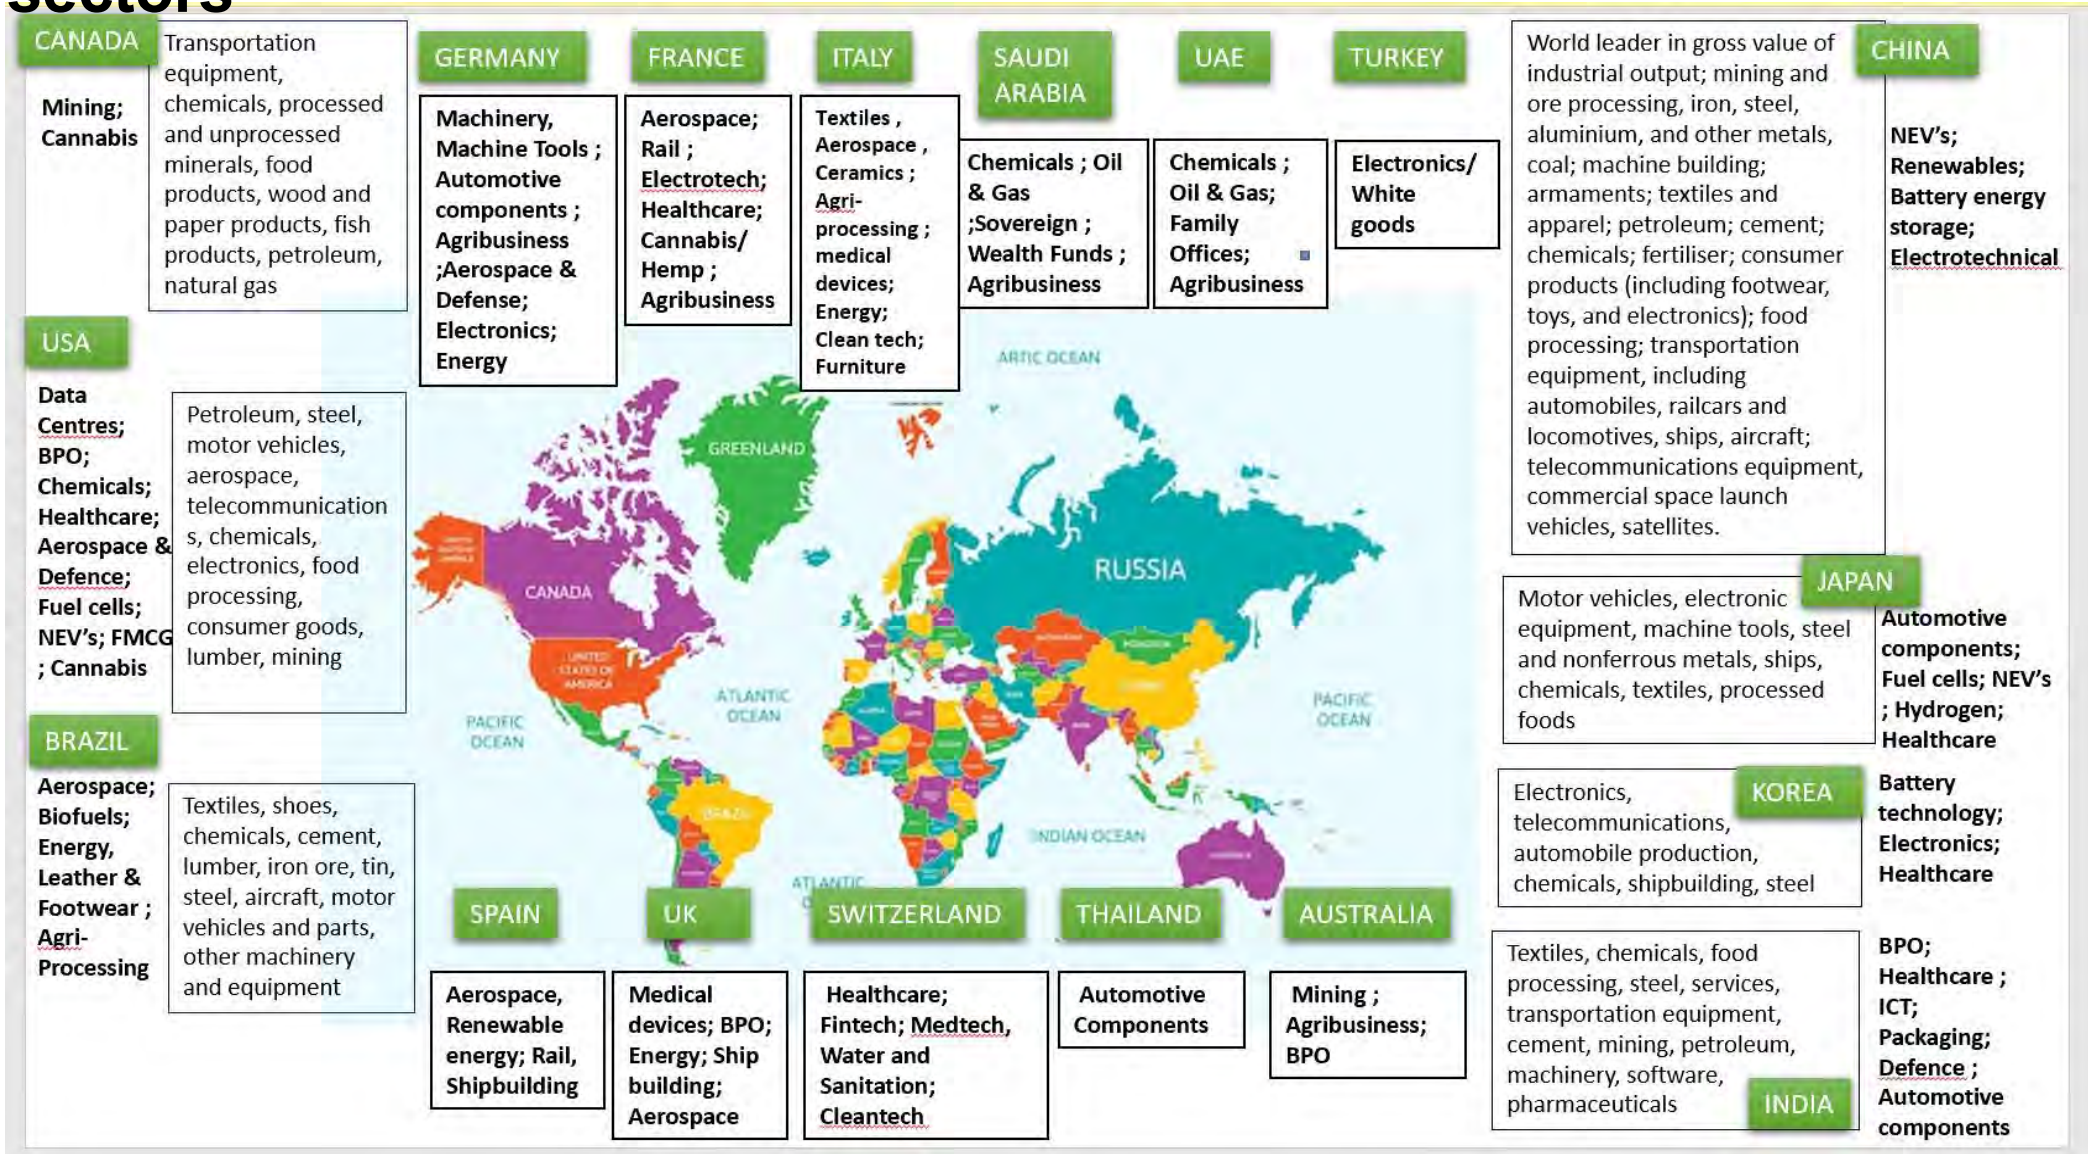 sectors
CANADA
Mining;
Cannabis
Transportation
equipment,
chemicals, processed
and unprocessed
minerals, food
products, wood and
paper products, fish
products, petroleum,
natural gas
GERMANY
Machinery,
Machine Tools ;
Automotive
components ;
Agribusiness
;Aerospace &
Defense;
Electronics;
Energy
FRANCE
Aerospace;
Rail ;
Electrotech;
Healthcare;
Cannabis/
Hemp ;
Agribusiness
ITALY
Textiles ,
Aerospace ,
Ceramics ;
Agri-
processing ;
medical
devices;
Energy;
Clean tech;
Furniture
SAUDI
ARABIA
Chemicals ; Oil
& Gas
;Sovereign ;
Wealth Funds ;
Agribusiness
UAE
Chemicals ;
Oil & Gas;
Family
Offices;
Agribusiness
TURKEY
Electronics/
White
goods
World leader in gross value of
industrial output; mining and
ore processing, iron, steel,
aluminium, and other metals,
coal; machine building;
armaments; textiles and
apparel; petroleum; cement;
chemicals; fertiliser; consumer
products (including footwear,
toys, and electronics); food
processing; transportation
equipment, including
automobiles, railcars and
locomotives, ships, aircraft;
telecommunications equipment,
commercial space launch
vehicles, satellites.
CHINA
NEV’s;
Renewables;
Battery energy
storage;
Electrotechnical
USA
Data
Centres;
BPO;
Chemicals;
Healthcare;
Aerospace &
Defence;
Fuel cells;
NEV’s; FMCG
; Cannabis
Petroleum, steel,
motor vehicles,
aerospace,
telecommunication
s, chemicals,
electronics, food
processing,
consumer goods,
lumber, mining
ARTIC OCEAN
GREENLAND
RUSSIA
CANADA
UNITED
STATES OF
AMERICA
ATLANTIC
OCEAN
PACIFIC
OCEAN
PACIFIC
OCEAN
BRAZIL
INDIAN OCEAN
ATLANTIC
JAPAN
Motor vehicles, electronic
equipment, machine tools, steel
and nonferrous metals, ships,
chemicals, textiles, processed
foods
Automotive
components;
Fuel cells; NEV’s
; Hydrogen;
Healthcare
BRAZIL
Aerospace;
Biofuels;
Energy,
Leather &
Footwear ;
Agri-
Processing
Textiles, shoes,
chemicals, cement,
lumber, iron ore, tin,
steel, aircraft, motor
vehicles and parts,
other machinery
and equipment
KOREA
Electronics,
telecommunications,
automobile production,
chemicals, shipbuilding, steel
Battery
technology;
Electronics;
Healthcare
SPAIN
Aerospace,
Renewable
energy; Rail,
Shipbuilding
UK
Medical
devices; BPO;
Energy; Ship
building;
Aerospace
SWITZERLAND
Healthcare;
Fintech; Medtech,
Water and
Sanitation;
Cleantech
THAILAND
Automotive
Components
AUSTRALIA
Mining ;
Agribusiness;
BPO
Textiles, chemicals, food
processing, steel, services,
transportation equipment,
cement, mining, petroleum,
machinery, software,
pharmaceuticals
INDIA
BPO;
Healthcare ;
ICT;
Packaging;
Defence ;
Automotive
components